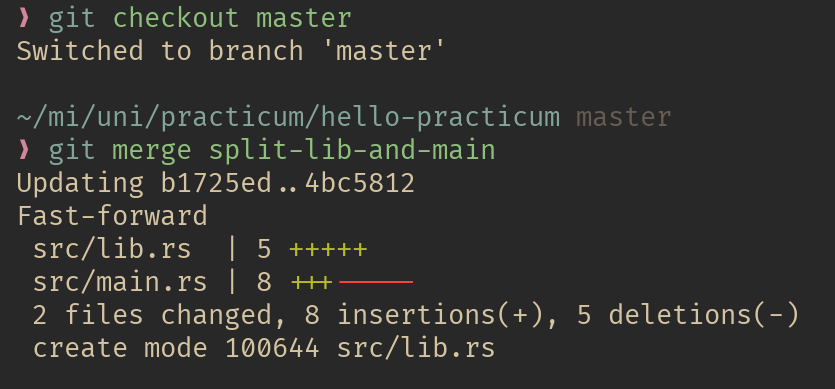 ❱ git checkout master
Switched to branch 'master'
~/mi/uni/practicum/hello-practicum master
❱ git merge split-lib-and-main
Updating b1725ed..4bc5812
Fast-forward
 src/lib.rs  | 5 +++++
 src/main.rs | 8 +++-----
 2 files changed, 8 insertions(+), 5 deletions(-)
 create mode 100644 src/lib.rs